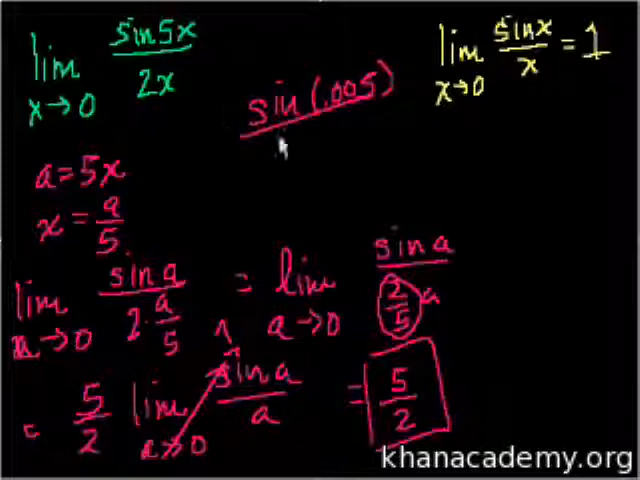 lim x→0 sin5x/2x
lim x→0 sinx/x = 1
sin(.005)
a = 5x
x = a/5
lim a→0 sin a/(2·a/5) = lim a→0 sin a/(2/5 a)
= 5/2 lim a→0 sin a/a = 5/2
1
khanacademy.org